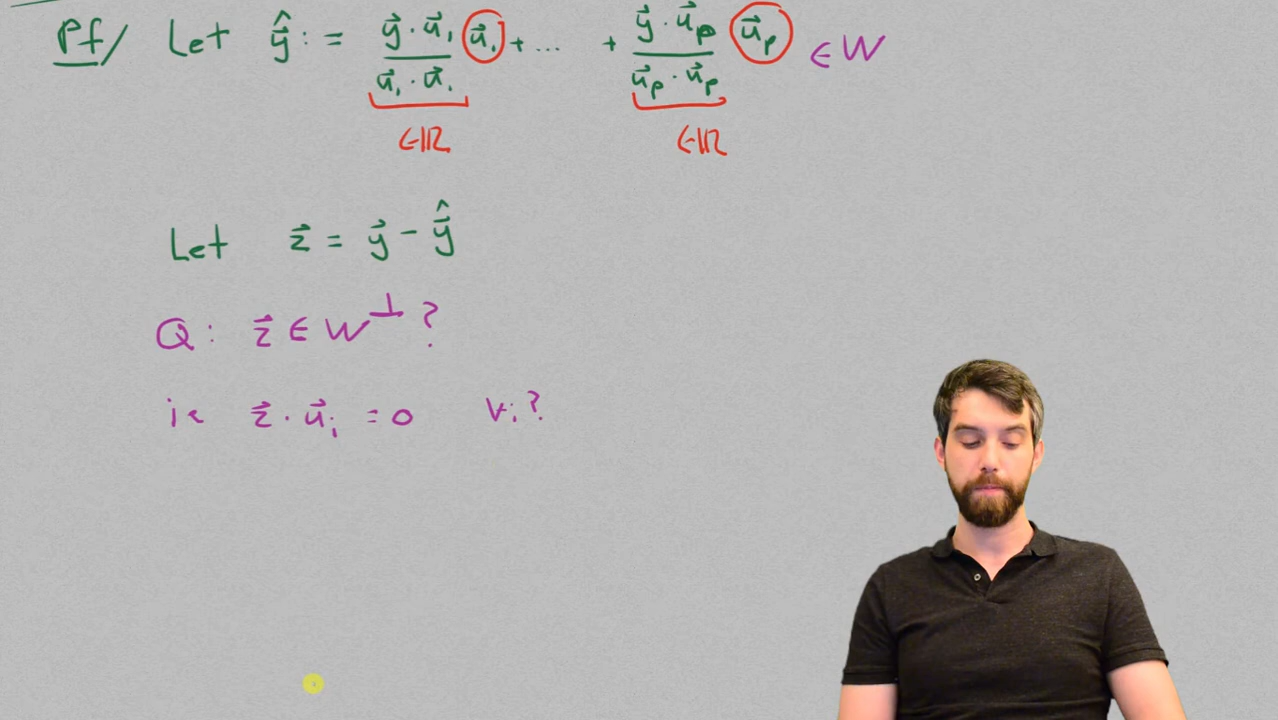 Pf/ Let ŷ⃗ := (y⃗ · u⃗₁)/(u⃗₁ · u⃗₁) u⃗₁ + ... + (y⃗ · u⃗ₚ)/(u⃗ₚ · u⃗ₚ) u⃗ₚ ∈ W
∈ℝ ∈ℝ
Let z⃗ = y⃗ - ŷ⃗
Q: z⃗ ∈ W^⊥ ?
ie z⃗ · u⃗ᵢ = 0 ∀i?